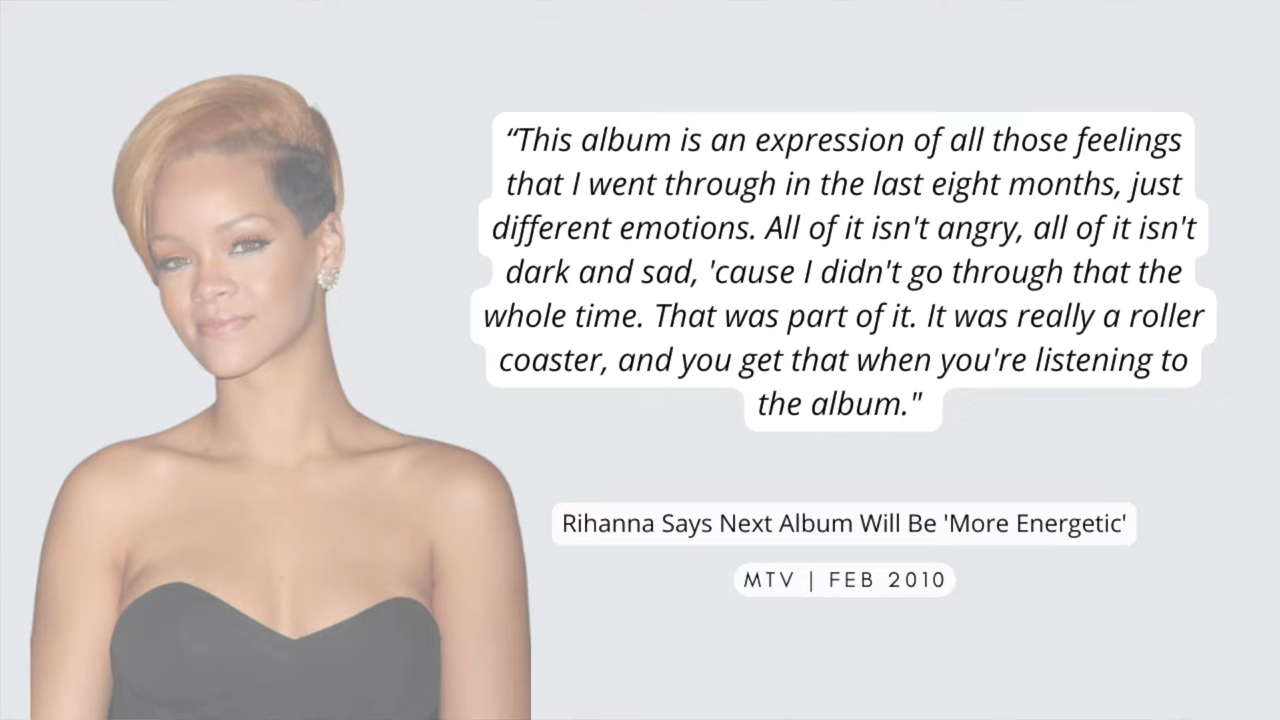 “This album is an expression of all those feelings
that I went through in the last eight months, just
different emotions. All of it isn't angry, all of it isn't
dark and sad, 'cause I didn't go through that the
whole time. That was part of it. It was really a roller
coaster, and you get that when you're listening to
the album."
Rihanna Says Next Album Will Be 'More Energetic'
MTV | FEB 2010